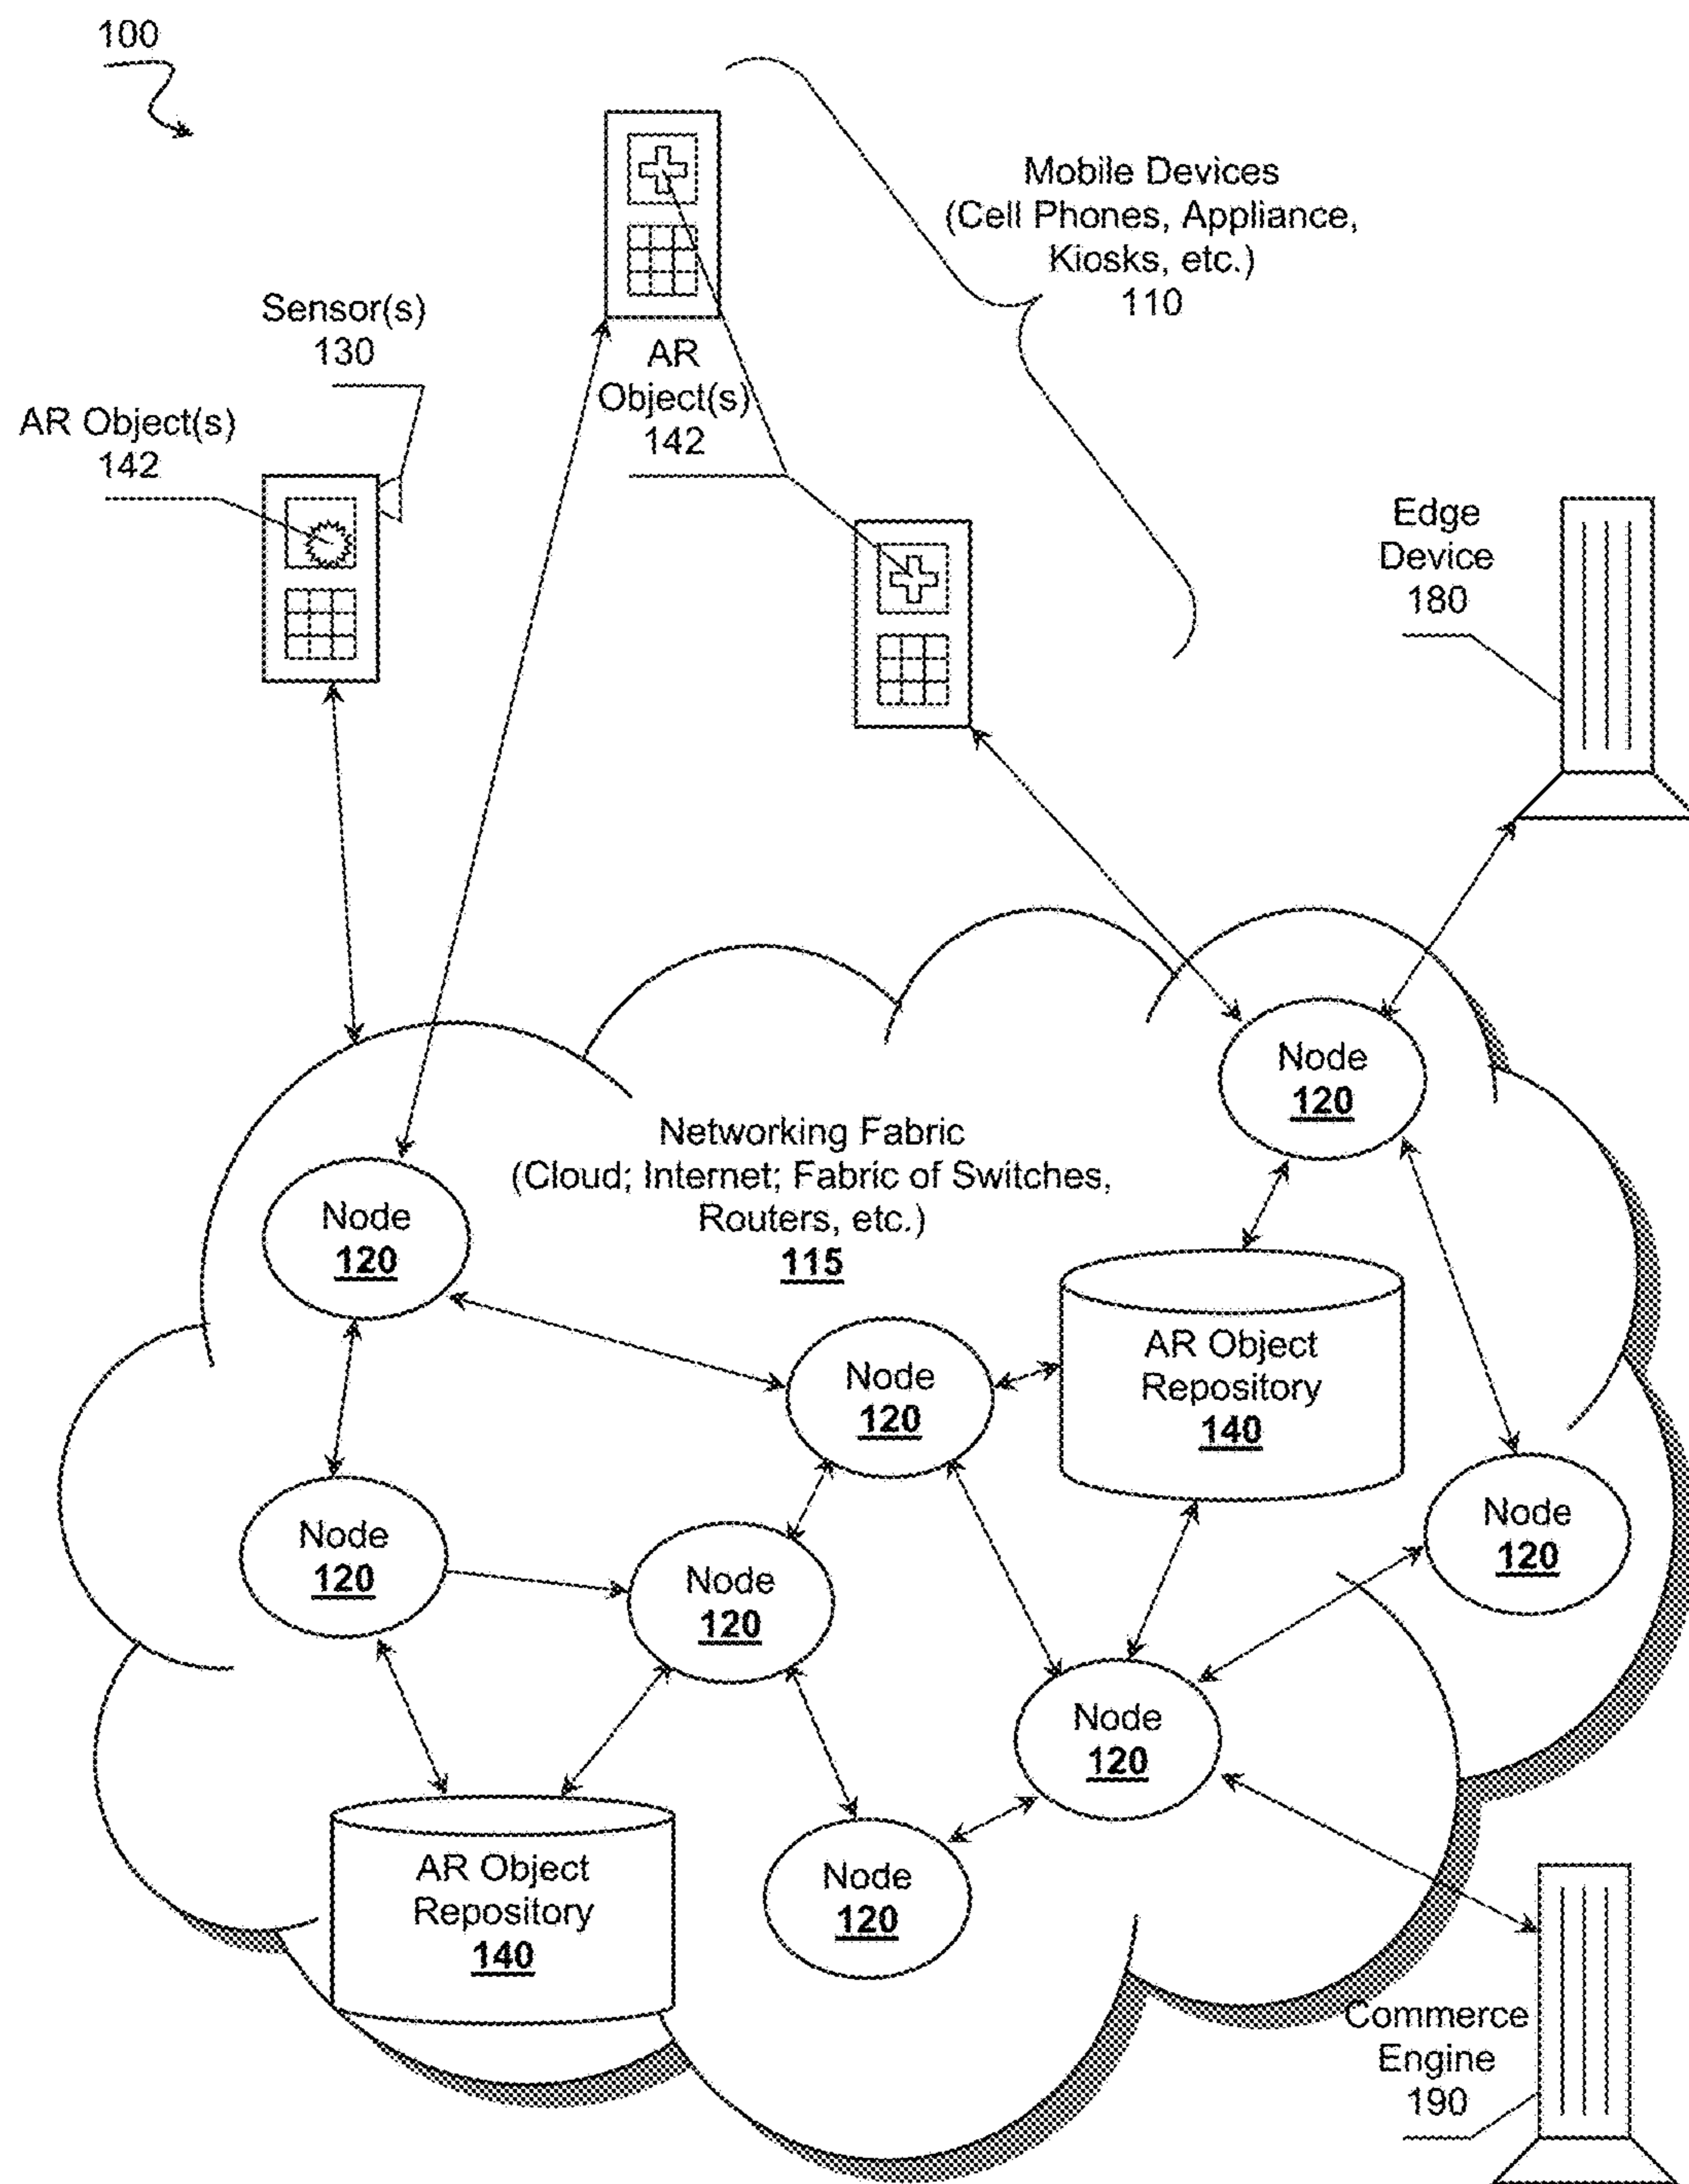 100
Mobile Devices
(Cell Phones, Appliance,
Kiosks, etc.)
110
Sensor(s)
130
AR
Object(s)
142
AR Object(s)
142
Edge
Device
180
Node
120
Networking Fabric
(Cloud; Internet; Fabric of Switches,
Routers, etc.)
115
Node
120
Node
120
AR Object
Repository
140
Node
120
Node
120
Node
120
Node
120
AR Object
Repository
140
Node
120
Commerce
Engine
190